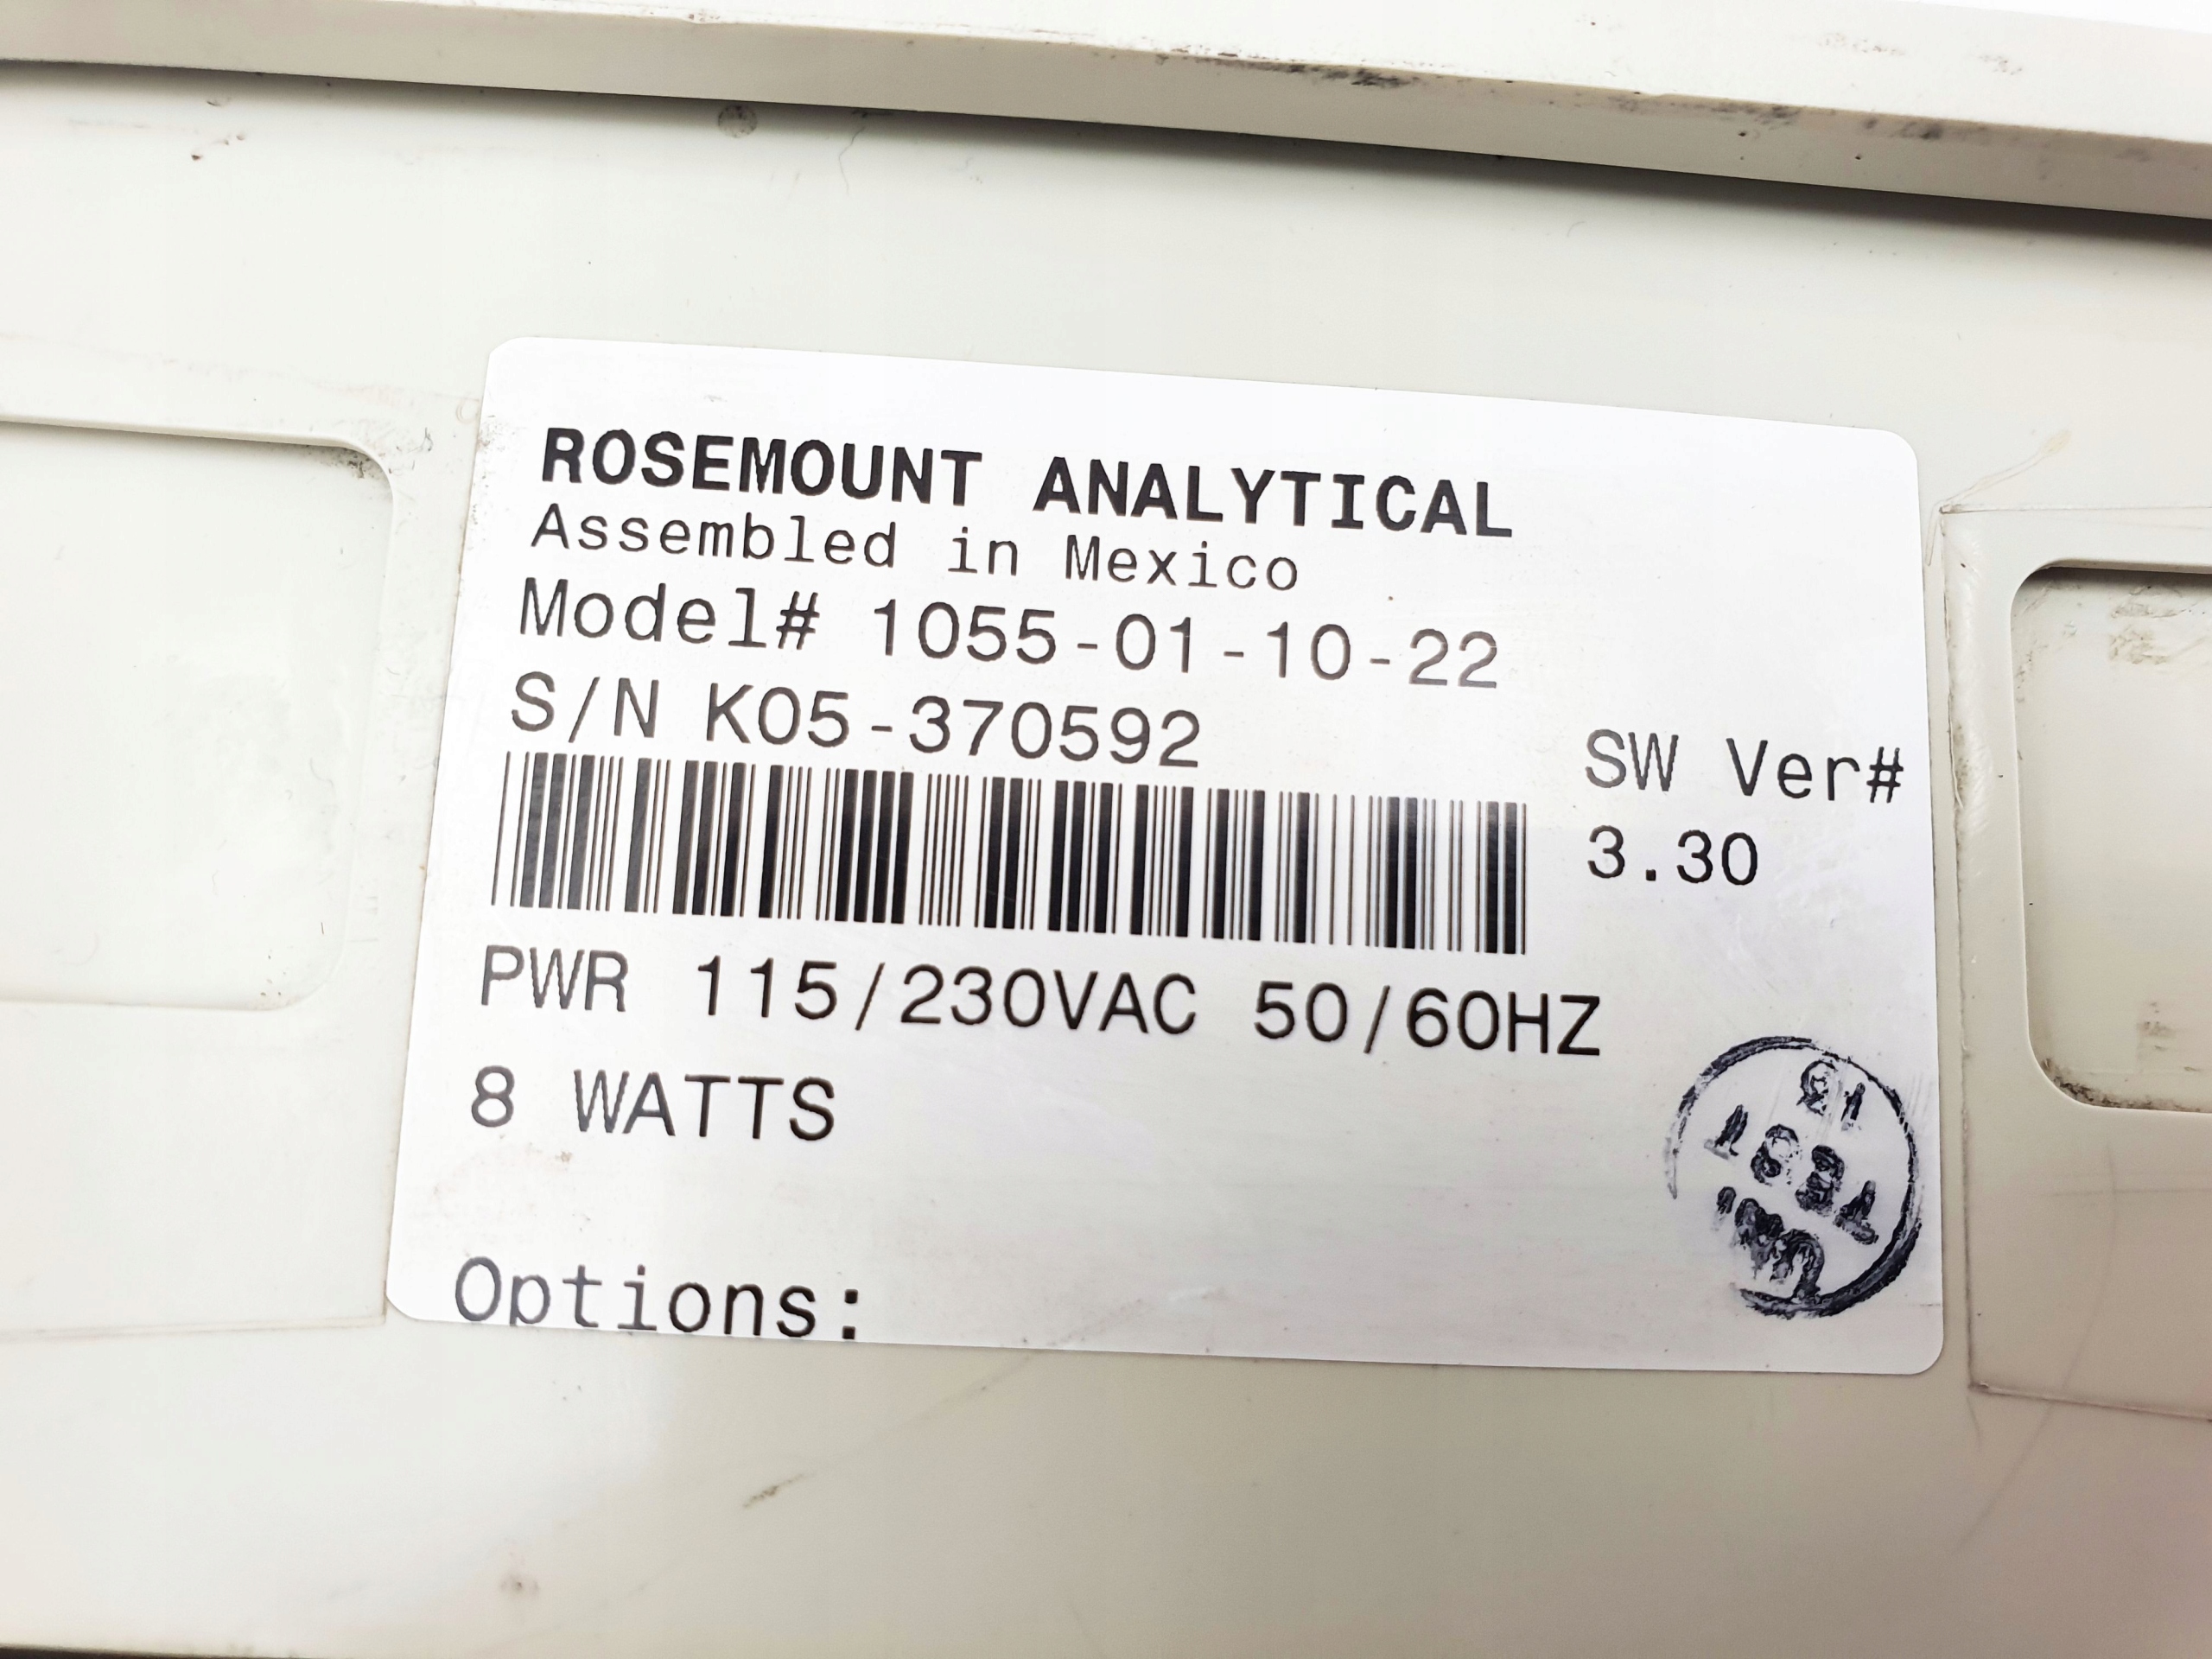 ROSEMOUNT ANALYTICAL
Assembled in Mexico
Model# 1055-01-10-22
S/N K05-370592
SW Ver#
3.30
PWR 115/230VAC 50/60HZ
8 WATTS
Options: